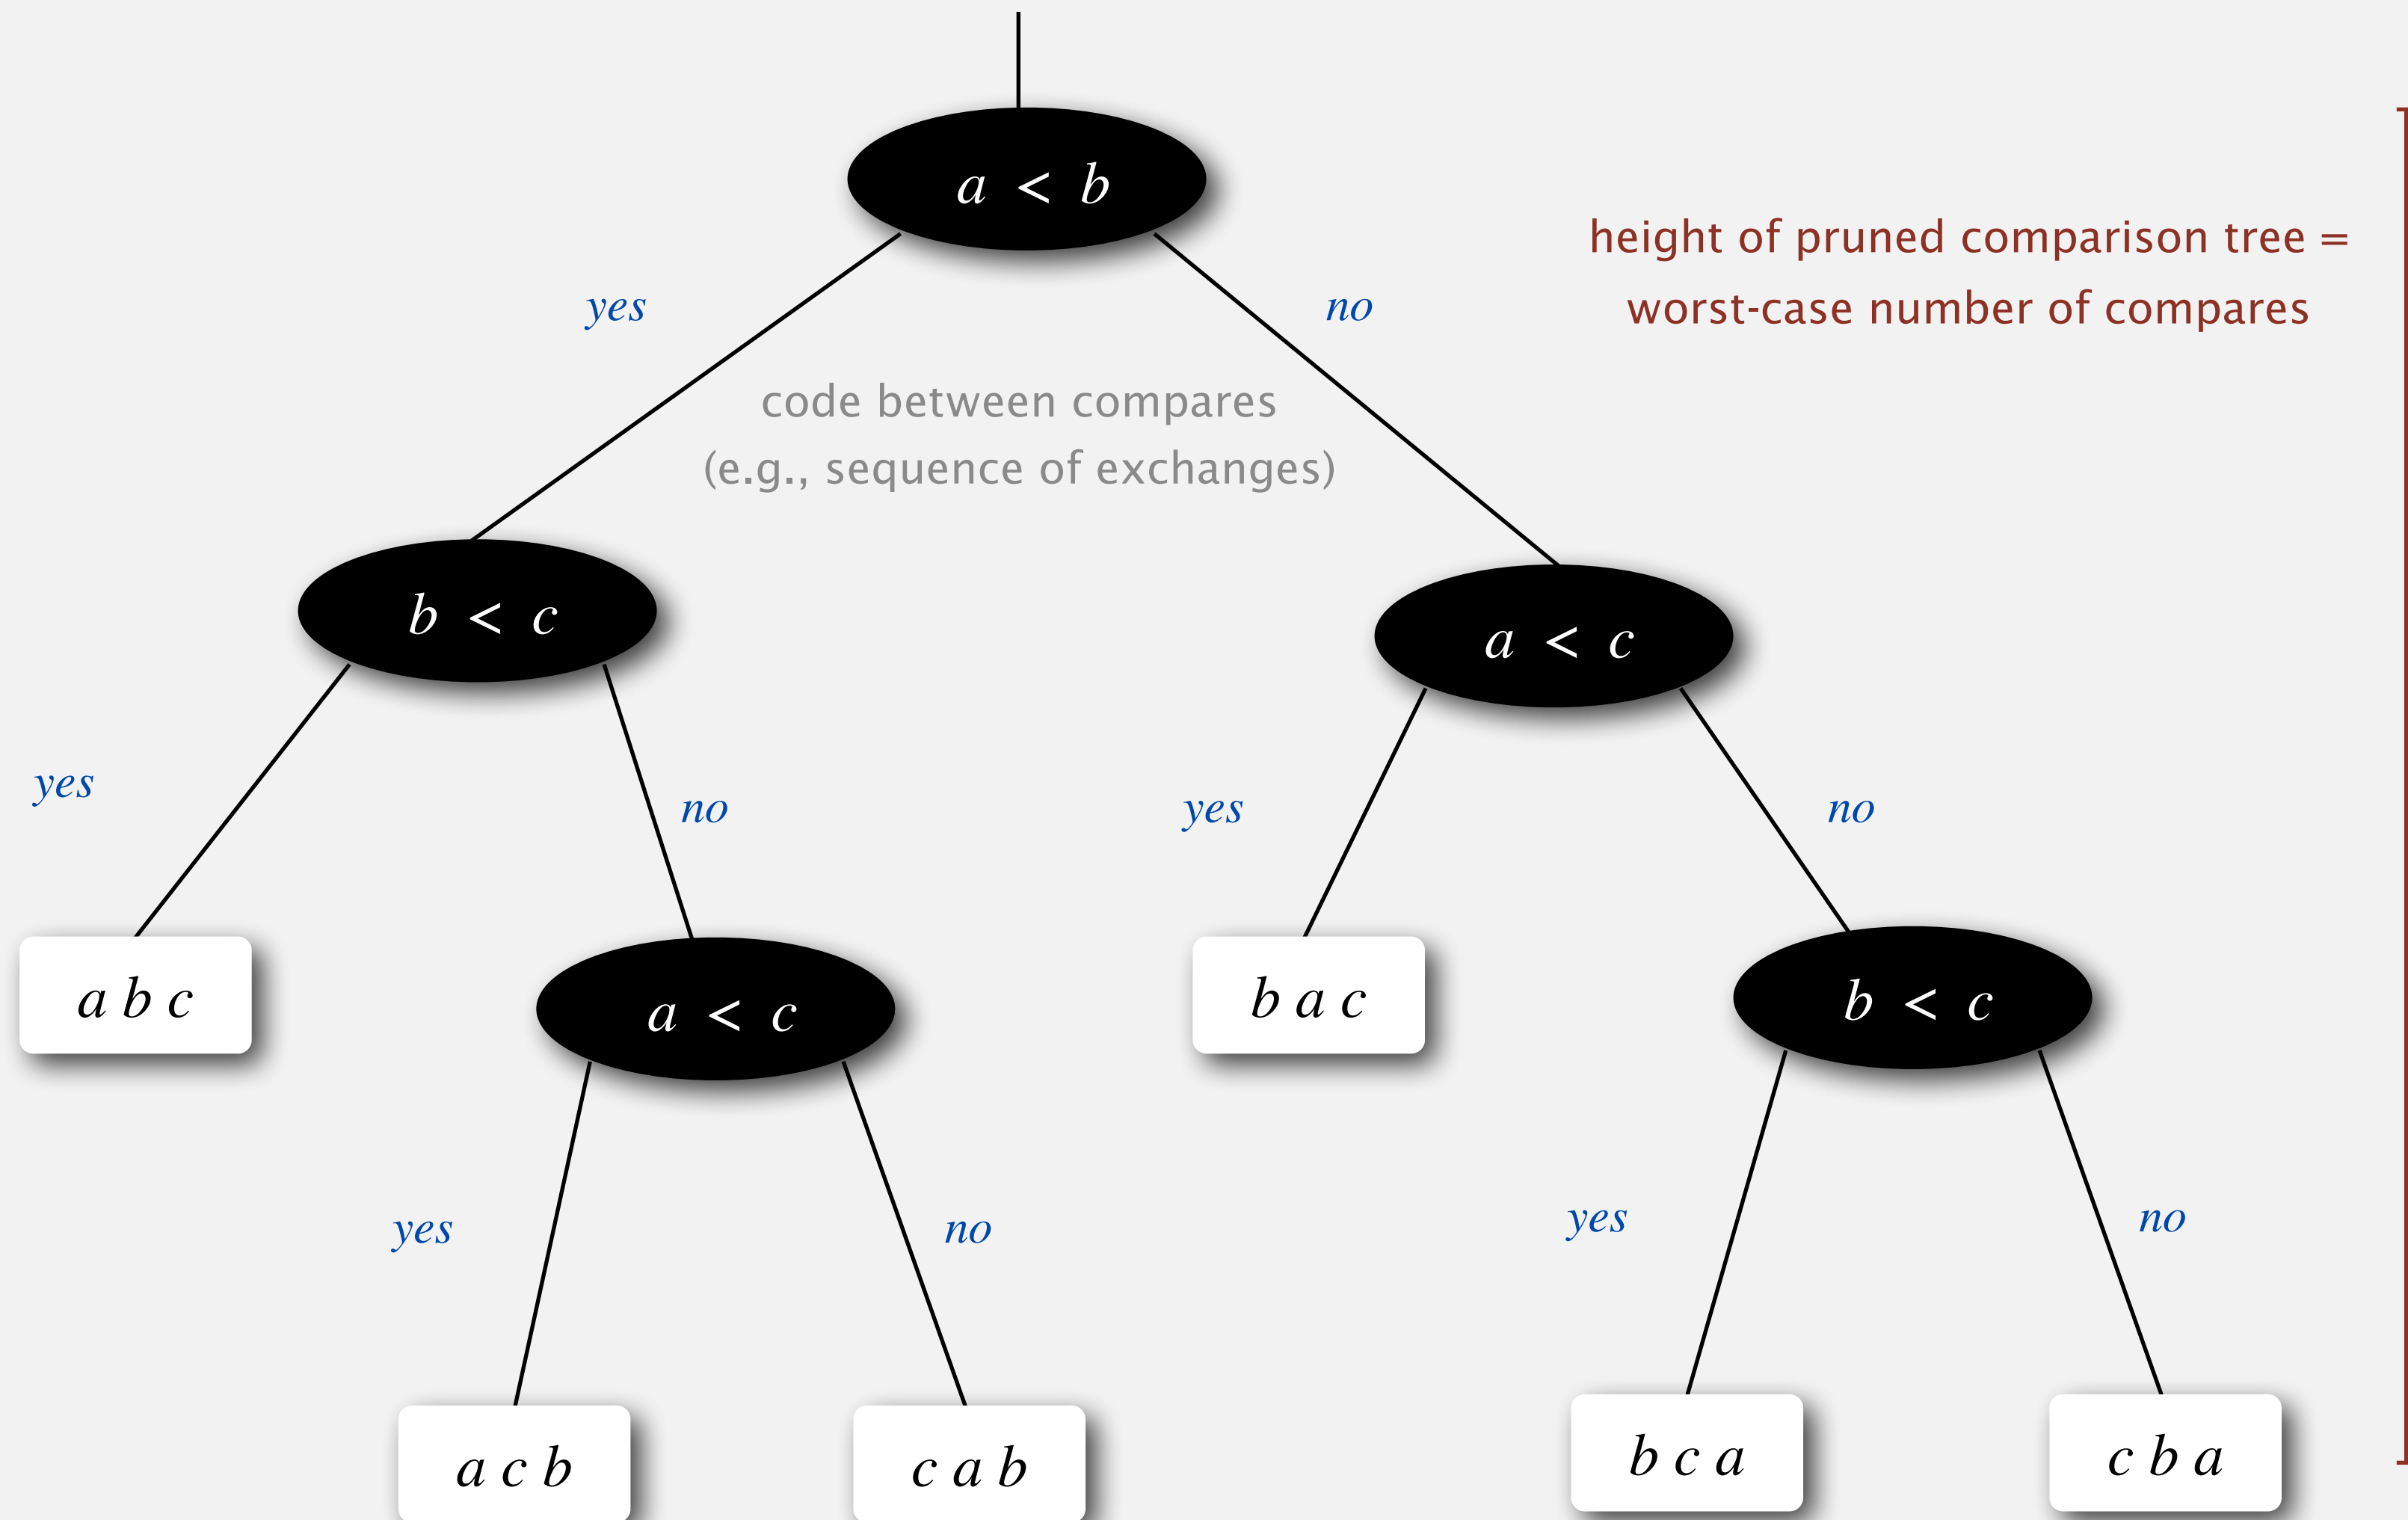 a < b
height of pruned comparison tree =
worst-case number of compares
yes
no
code between compares
(e.g., sequence of exchanges)
b < c
a < c
yes
no
yes
no
a b c
a < c
b a c
b < c
yes
no
yes
no
a c b
c a b
b c a
c b a